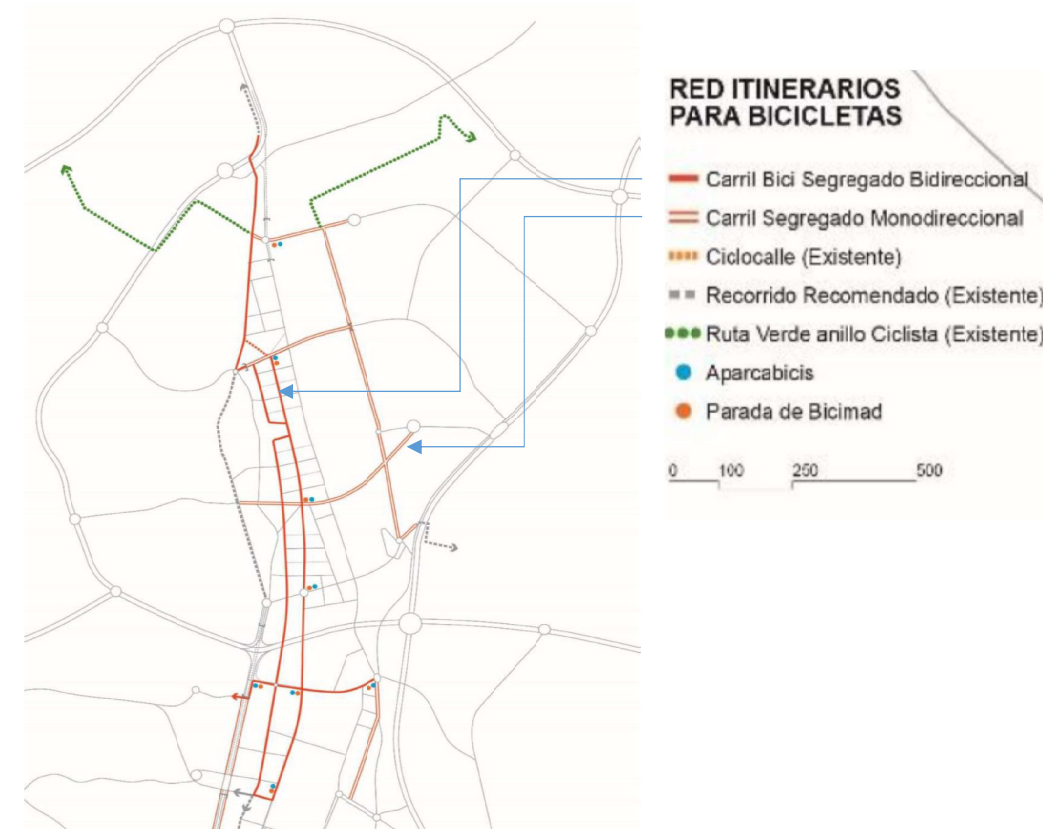 RED ITINERARIOS
PARA BICICLETAS
Carril Bici Segregado Bidireccional
Carril Segregado Monodireccional
Ciclocalle (Existente)
Recorrido Recomendado (Existente)
Ruta Verde anillo Ciclista (Existente)
Aparcabicis
Parada de Bicimad
0 100 250 500